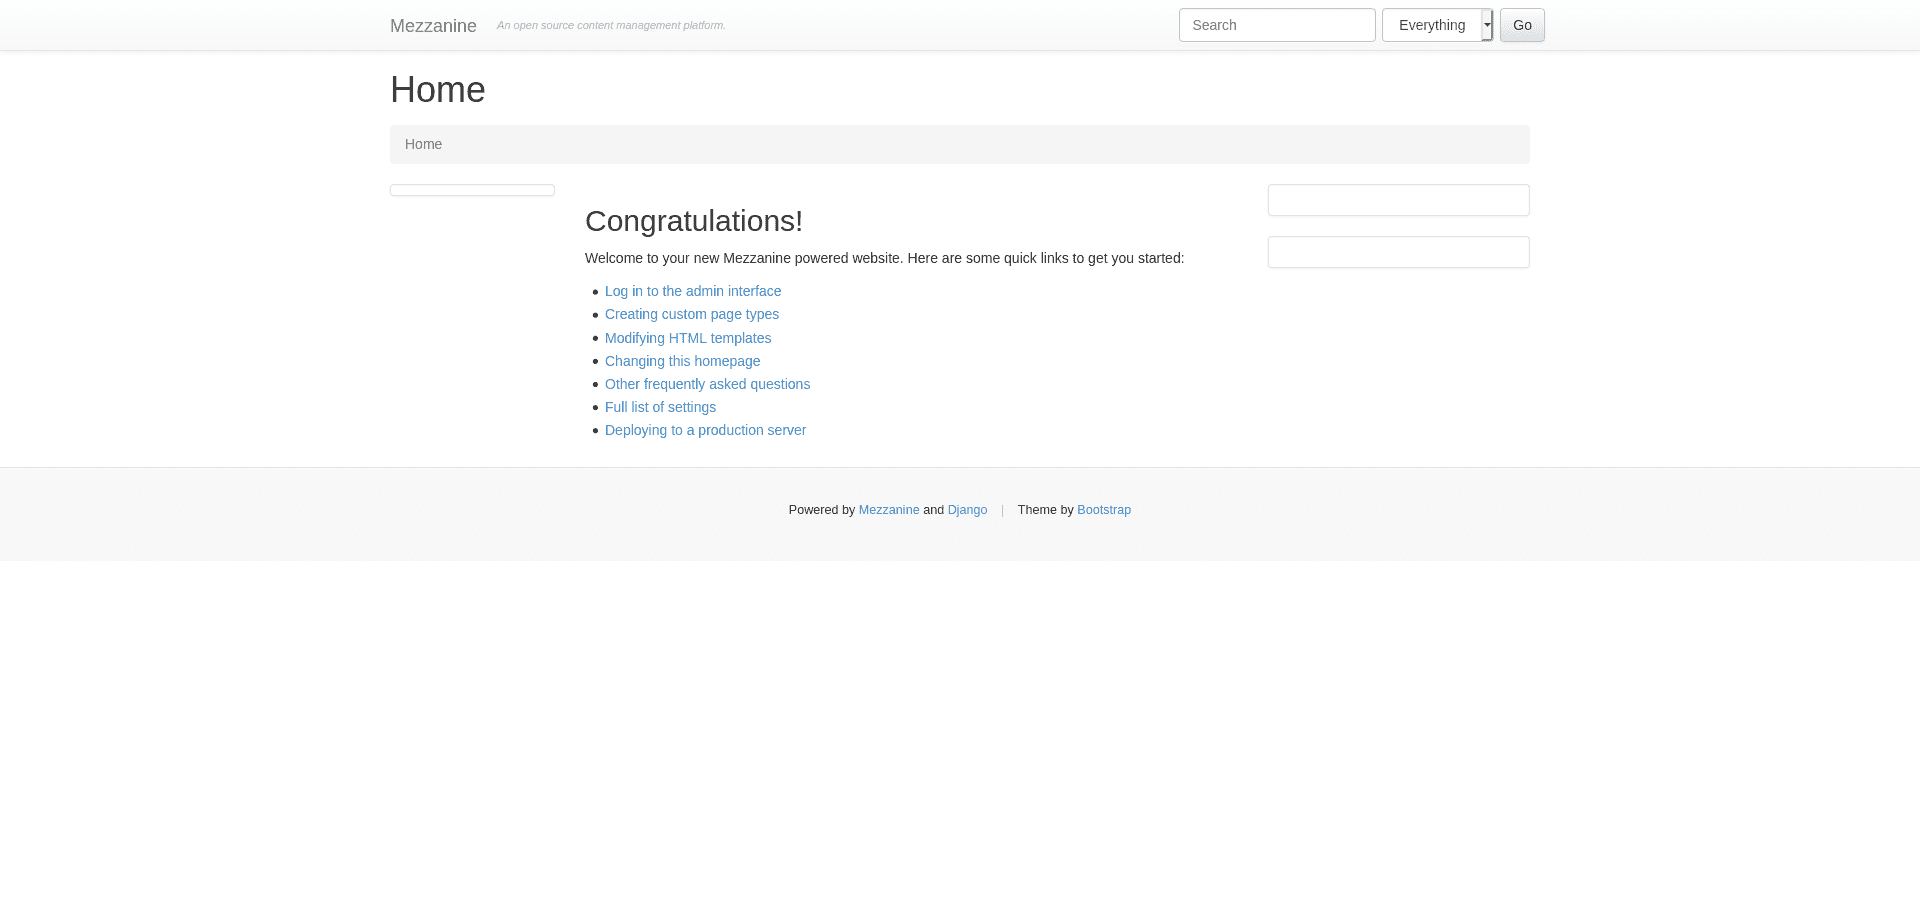 Mezzanine An open source content management platform. Search Everything Go
Home
Home
Congratulations!
Welcome to your new Mezzanine powered website. Here are some quick links to get you started:
Log in to the admin interface
Creating custom page types
Modifying HTML templates
Changing this homepage
Other frequently asked questions
Full list of settings
Deploying to a production server
Powered by Mezzanine and Django | Theme by Bootstrap